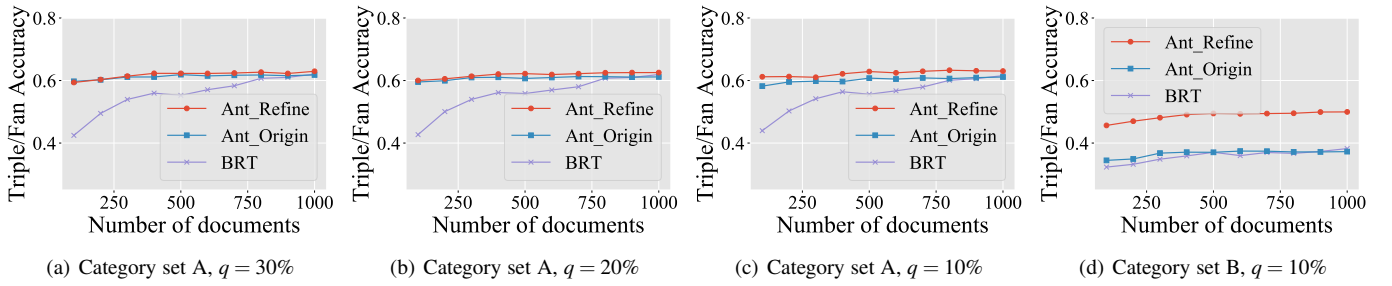 Triple/Fan Accuracy
0.8
0.6
0.4
Ant_Refine
Ant_Origin
BRT
250
500
750
1000
Number of documents
(a) Category set A, q = 30%
Triple/Fan Accuracy
0.8
0.6
0.4
Ant_Refine
Ant_Origin
BRT
250
500
750
1000
Number of documents
(b) Category set A, q = 20%
Triple/Fan Accuracy
0.8
0.6
0.4
Ant_Refine
Ant_Origin
BRT
250
500
750
1000
Number of documents
(c) Category set A, q = 10%
Triple/Fan Accuracy
0.8
0.6
0.4
Ant_Refine
Ant_Origin
BRT
250
500
750
1000
Number of documents
(d) Category set B, q = 10%